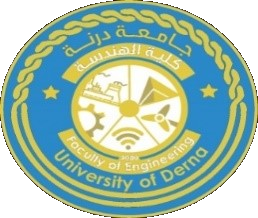 جامعة درنة
كلية الهندسة
Faculty of Engineering
University of Derna